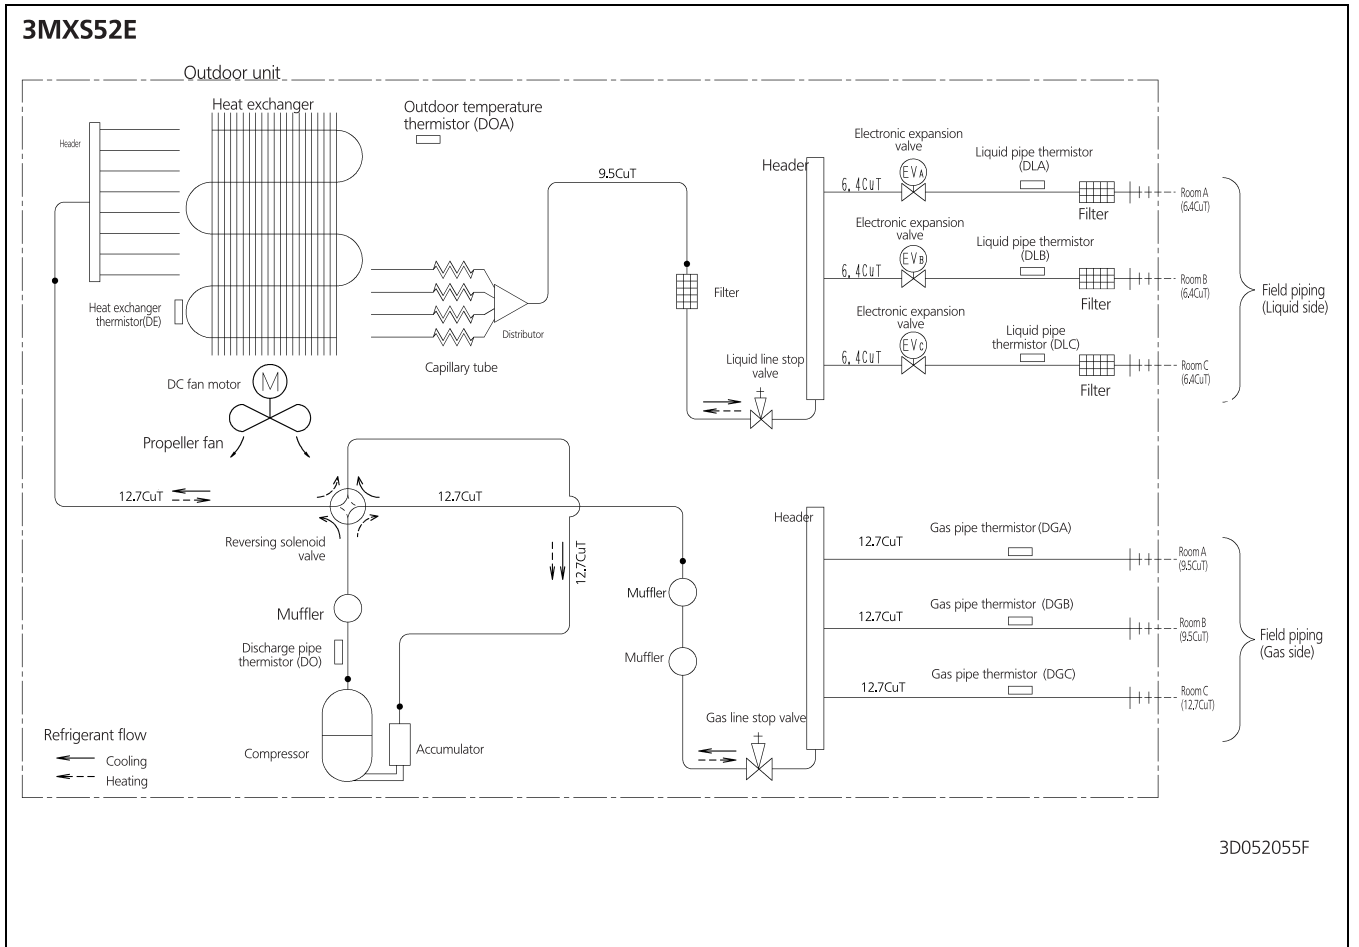 3MXS52E
Outdoor unit
Heat exchanger
Outdoor temperature
thermistor (DOA)
Header
Heat exchanger
thermistor(DE)
Capillary tube
Distributor
9.5CuT
Filter
Liquid line stop
valve
Header
Electronic expansion
valve
6.4CuT
EVA
Liquid pipe thermistor
(DLA)
Filter
Room A
(6.4CuT)
Electronic expansion
valve
6.4CuT
EVB
Liquid pipe thermistor
(DLB)
Filter
Room B
(6.4CuT)
Electronic expansion
valve
6.4CuT
EVC
Liquid pipe
thermistor (DLC)
Filter
Room C
(6.4CuT)
Field piping
(Liquid side)
DC fan motor
M
Propeller fan
12.7CuT
12.7CuT
Reversing solenoid
valve
12.7CuT
Muffler
Discharge pipe
thermistor (DO)
Compressor
Accumulator
Muffler
Muffler
Gas line stop valve
Header
12.7CuT
Gas pipe thermistor (DGA)
Room A
(9.5CuT)
12.7CuT
Gas pipe thermistor (DGB)
Room B
(9.5CuT)
12.7CuT
Gas pipe thermistor (DGC)
Room C
(12.7CuT)
Field piping
(Gas side)
Refrigerant flow
Cooling
Heating
3D052055F